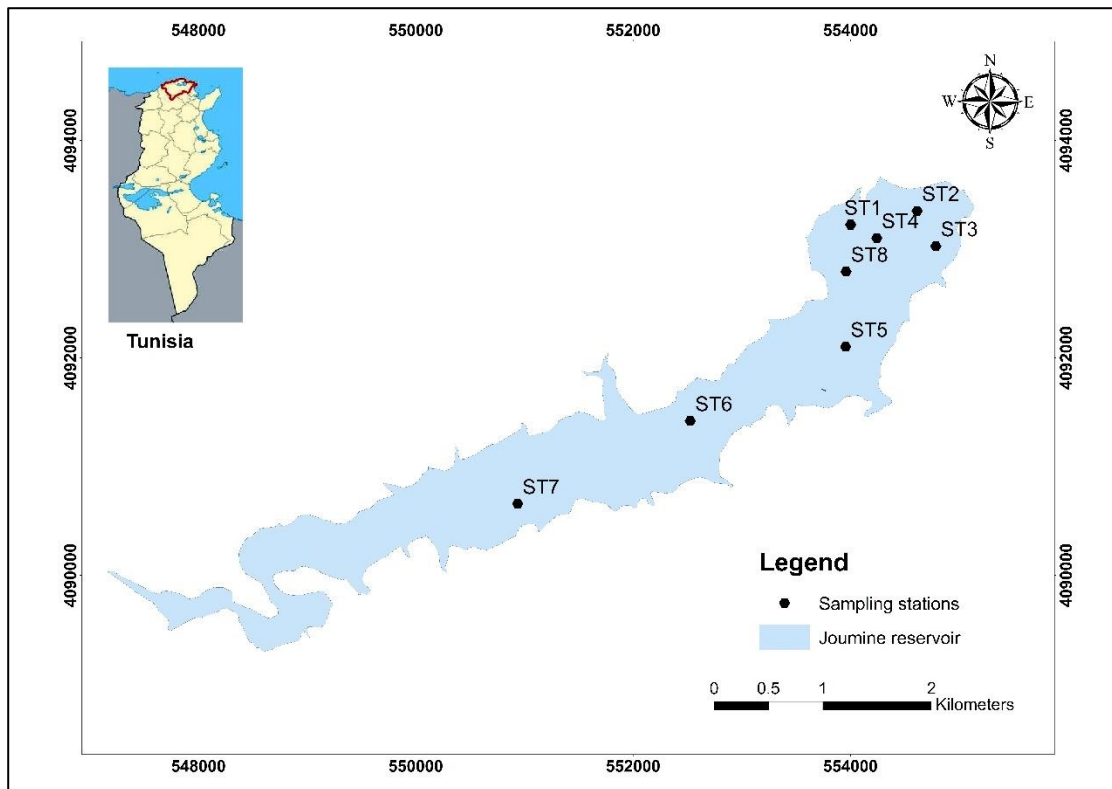 548000 550000 552000 554000
N
W E
S
4094000 4094000
Tunisia
ST2
ST1
ST4
ST3
ST8
ST5
4092000 4092000
ST6
ST7
4090000 4090000
Legend
Sampling stations
Joumine reservoir
0 0.5 1 2
Kilometers
548000 550000 552000 554000